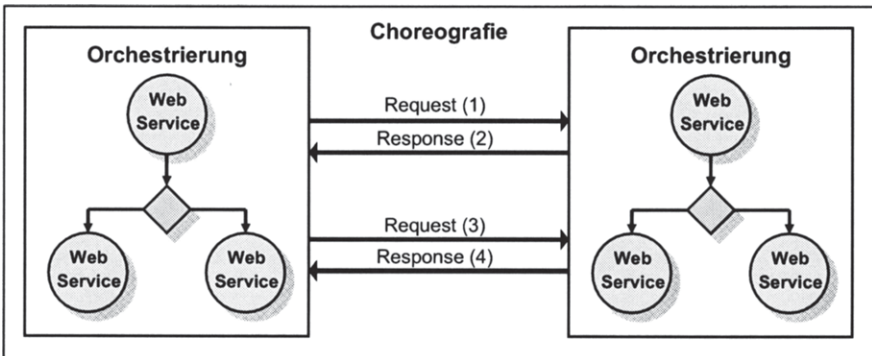 Choreografie
Orchestrierung
Web
Service
Web
Service
Web
Service
Request (1)
Response (2)
Request (3)
Response (4)
Orchestrierung
Web
Service
Web
Service
Web
Service